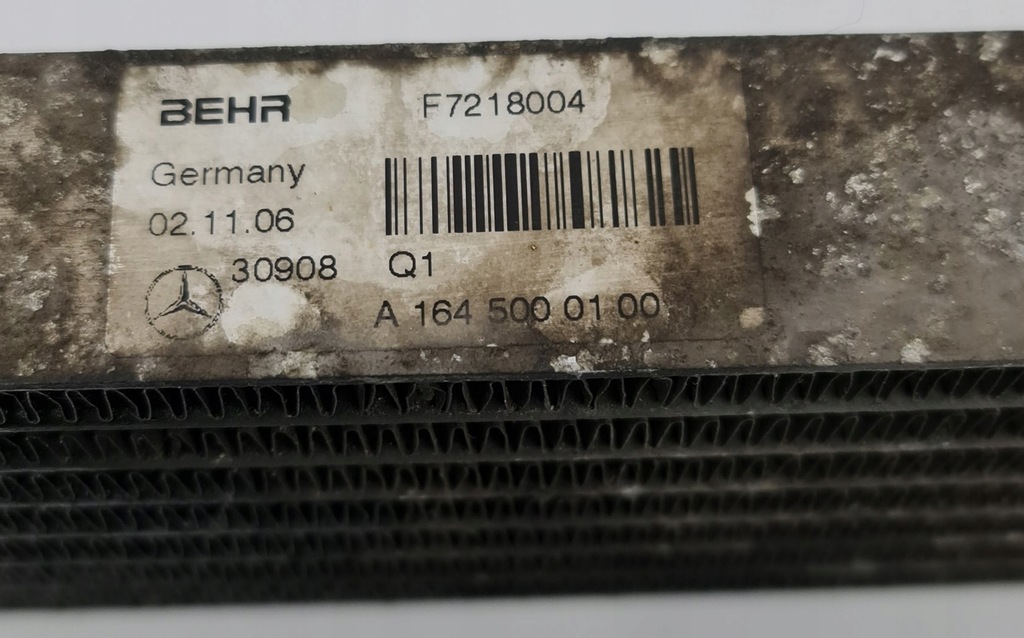 BEHR F7218004
Germany
02.11.06
30908 Q1
A 164 500 01 00